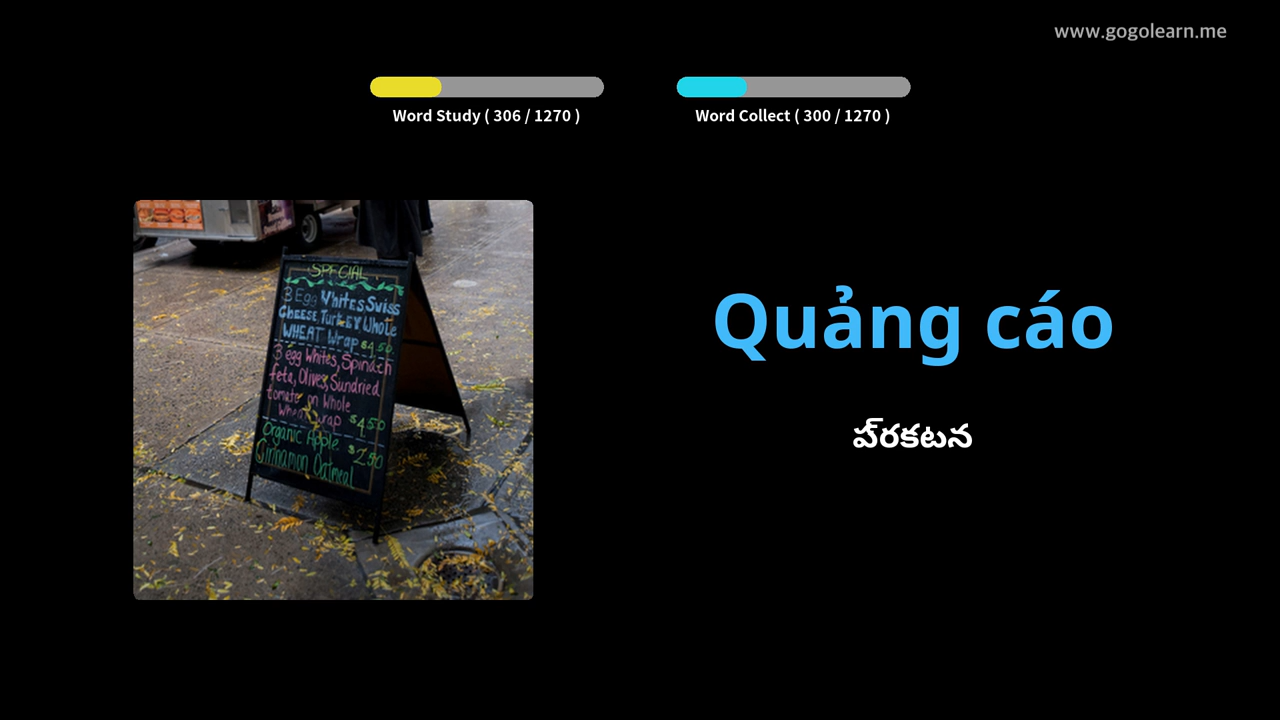 www.gogolearn.me
Word Study ( 306 / 1270 )
Word Collect ( 300 / 1270 )
SPECIAL
3 Egg Whites, Swiss
Cheese, Turkey Whole
WHEAT Wrap $4.50
3 egg Whites, Spinach
feta, Olives, Sundried
tomato on Whole
Wheat Wrap $4.50
Organic Apple
Cinnamon Oatmeal $2.50
Quảng cáo
ప్రకటన